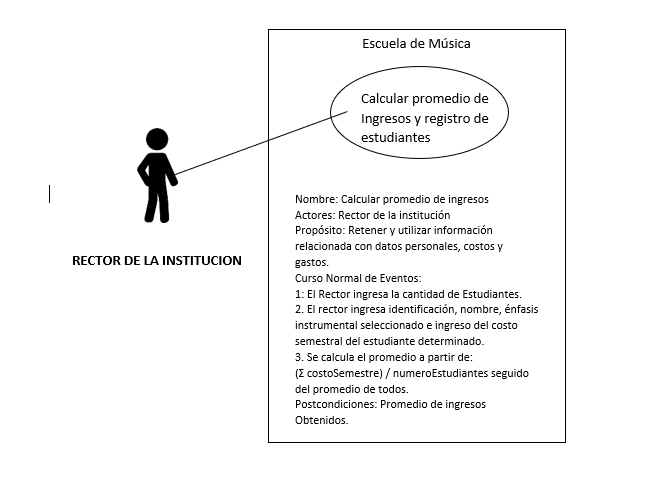 Escuela de Música
Calcular promedio de
Ingresos y registro de
estudiantes
RECTOR DE LA INSTITUCION
Nombre: Calcular promedio de ingresos
Actores: Rector de la institución
Propósito: Retener y utilizar información
relacionada con datos personales, costos y
gastos.
Curso Normal de Eventos:
1: El Rector ingresa la cantidad de Estudiantes.
2. El rector ingresa identificación, nombre, énfasis
instrumental seleccionado e ingreso del costo
semestral del estudiante determinado.
3. Se calcula el promedio a partir de:
(Σ costoSemestre) / numeroEstudiantes seguido
del promedio de todos.
Postcondiciones: Promedio de ingresos
Obtenidos.